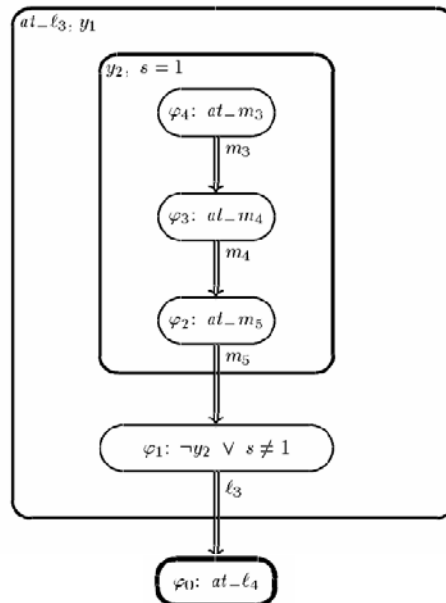 at_ℓ₃, y₁
y₂, s = 1
φ₄: at_m₃
m₃
φ₃: at_m₄
m₄
φ₂: at_m₅
m₅
φ₁: ¬y₂ ∨ s ≠ 1
ℓ₃
φ₀: at_ℓ₄